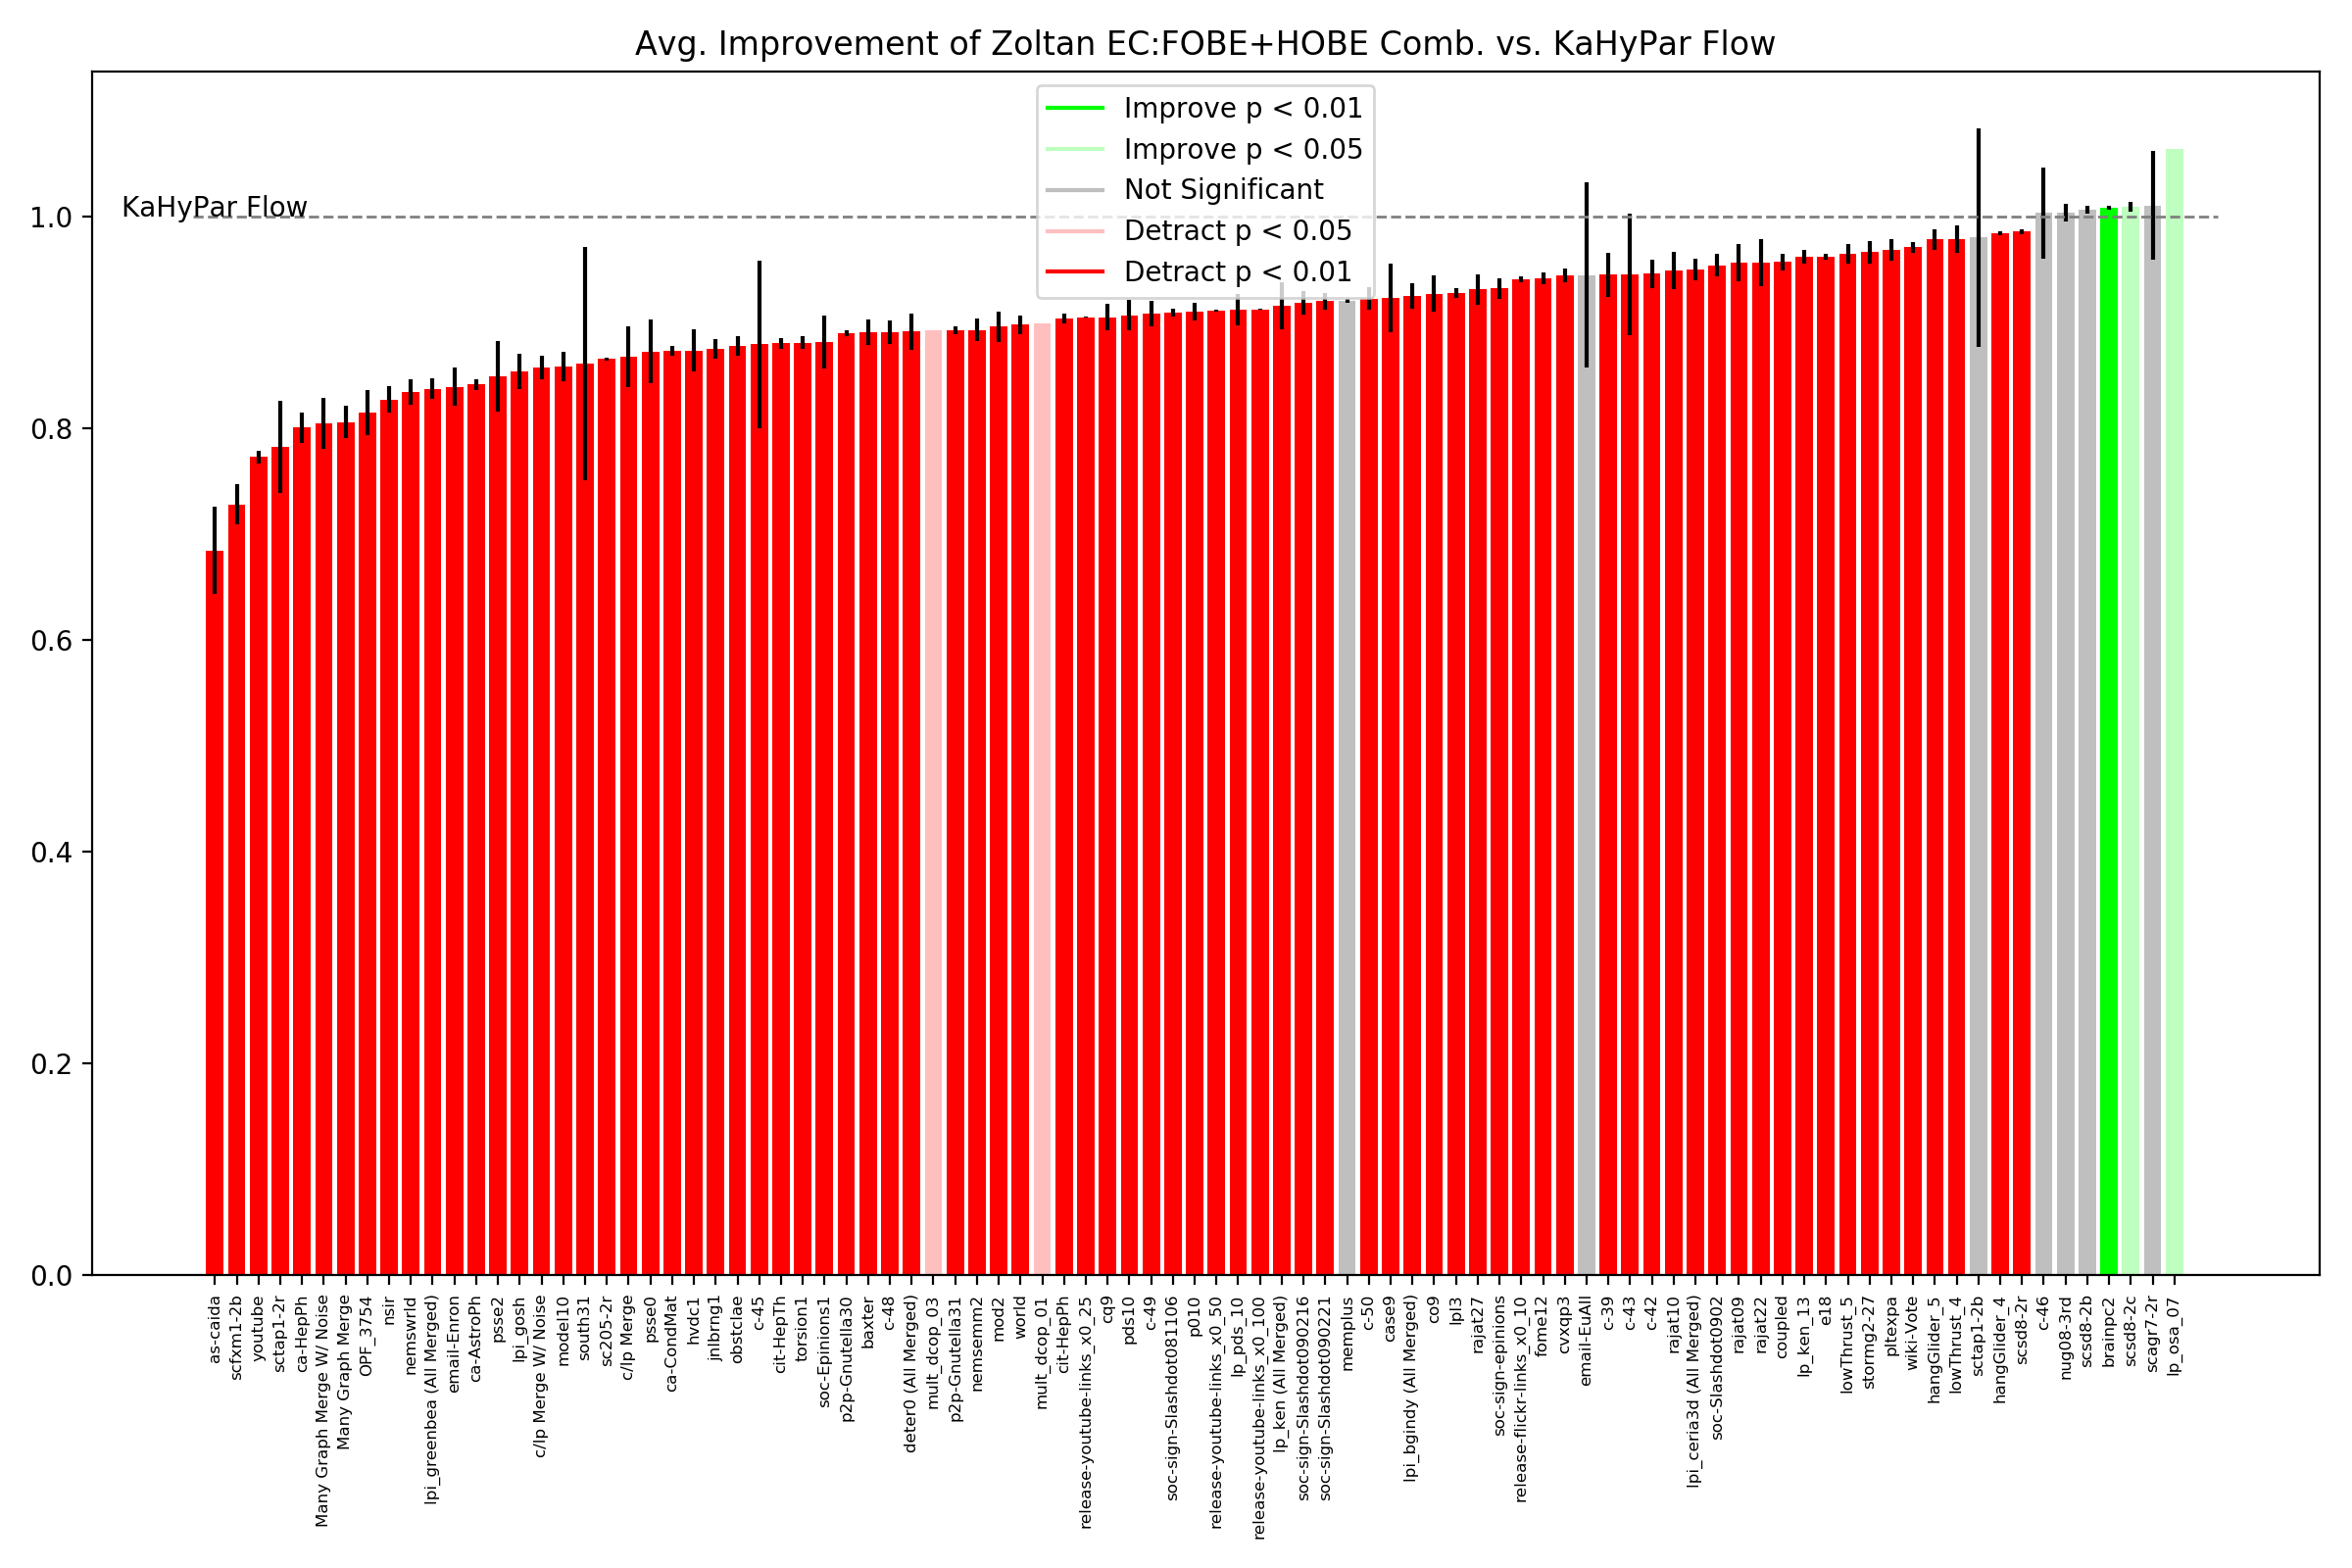 Avg. Improvement of Zoltan EC:FOBE+HOBE Comb. vs. KaHyPar Flow
Improve p < 0.01
Improve p < 0.05
Not Significant
Detract p < 0.05
Detract p < 0.01
KaHyPar Flow
1.0
0.8
0.6
0.4
0.2
0.0
as-caida
scfxm1-2b
youtube
sctap1-2r
ca-HepPh
Many Graph Merge W/ Noise
Many Graph Merge
OPF_3754
nsir
nemswrld
lpi_greenbea (All Merged)
email-Enron
ca-AstroPh
psse2
lpi_gosh
c/lp Merge W/ Noise
model10
south31
sc205-2r
c/lp Merge
psse0
ca-CondMat
hvdc1
jnlbrng1
obstclae
c-45
cit-HepTh
torsion1
soc-Epinions1
p2p-Gnutella30
baxter
c-48
deter0 (All Merged)
mult_dcop_03
p2p-Gnutella31
nemsemm2
mod2
world
mult_dcop_01
cit-HepPh
release-youtube-links_x0_25
cq9
pds10
c-49
soc-sign-Slashdot081106
p010
release-youtube-links_x0_50
lp_pds_10
release-youtube-links_x0_100
lp_ken (All Merged)
soc-sign-Slashdot090216
soc-sign-Slashdot090221
memplus
c-50
case9
lpi_bgindy (All Merged)
co9
lpl3
rajat27
soc-sign-epinions
release-flickr-links_x0_10
fome12
cvxqp3
email-EuAll
c-39
c-43
c-42
rajat10
lpi_ceria3d (All Merged)
soc-Slashdot0902
rajat09
rajat22
coupled
lp_ken_13
e18
lowThrust_5
stormg2-27
pltexpa
wiki-Vote
hangGlider_5
lowThrust_4
sctap1-2b
hangGlider_4
scsd8-2r
c-46
nug08-3rd
scsd8-2b
brainpc2
scsd8-2c
scagr7-2r
lp_osa_07